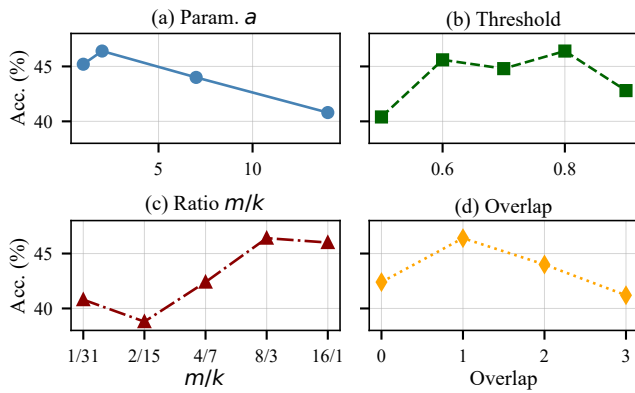 (a) Param. a
(b) Threshold
Acc. (%)
45
40
5
10
0.6
0.8
(c) Ratio m/k
(d) Overlap
Acc. (%)
45
40
1/31
2/15
4/7
8/3
16/1
0
1
2
3
m/k
Overlap